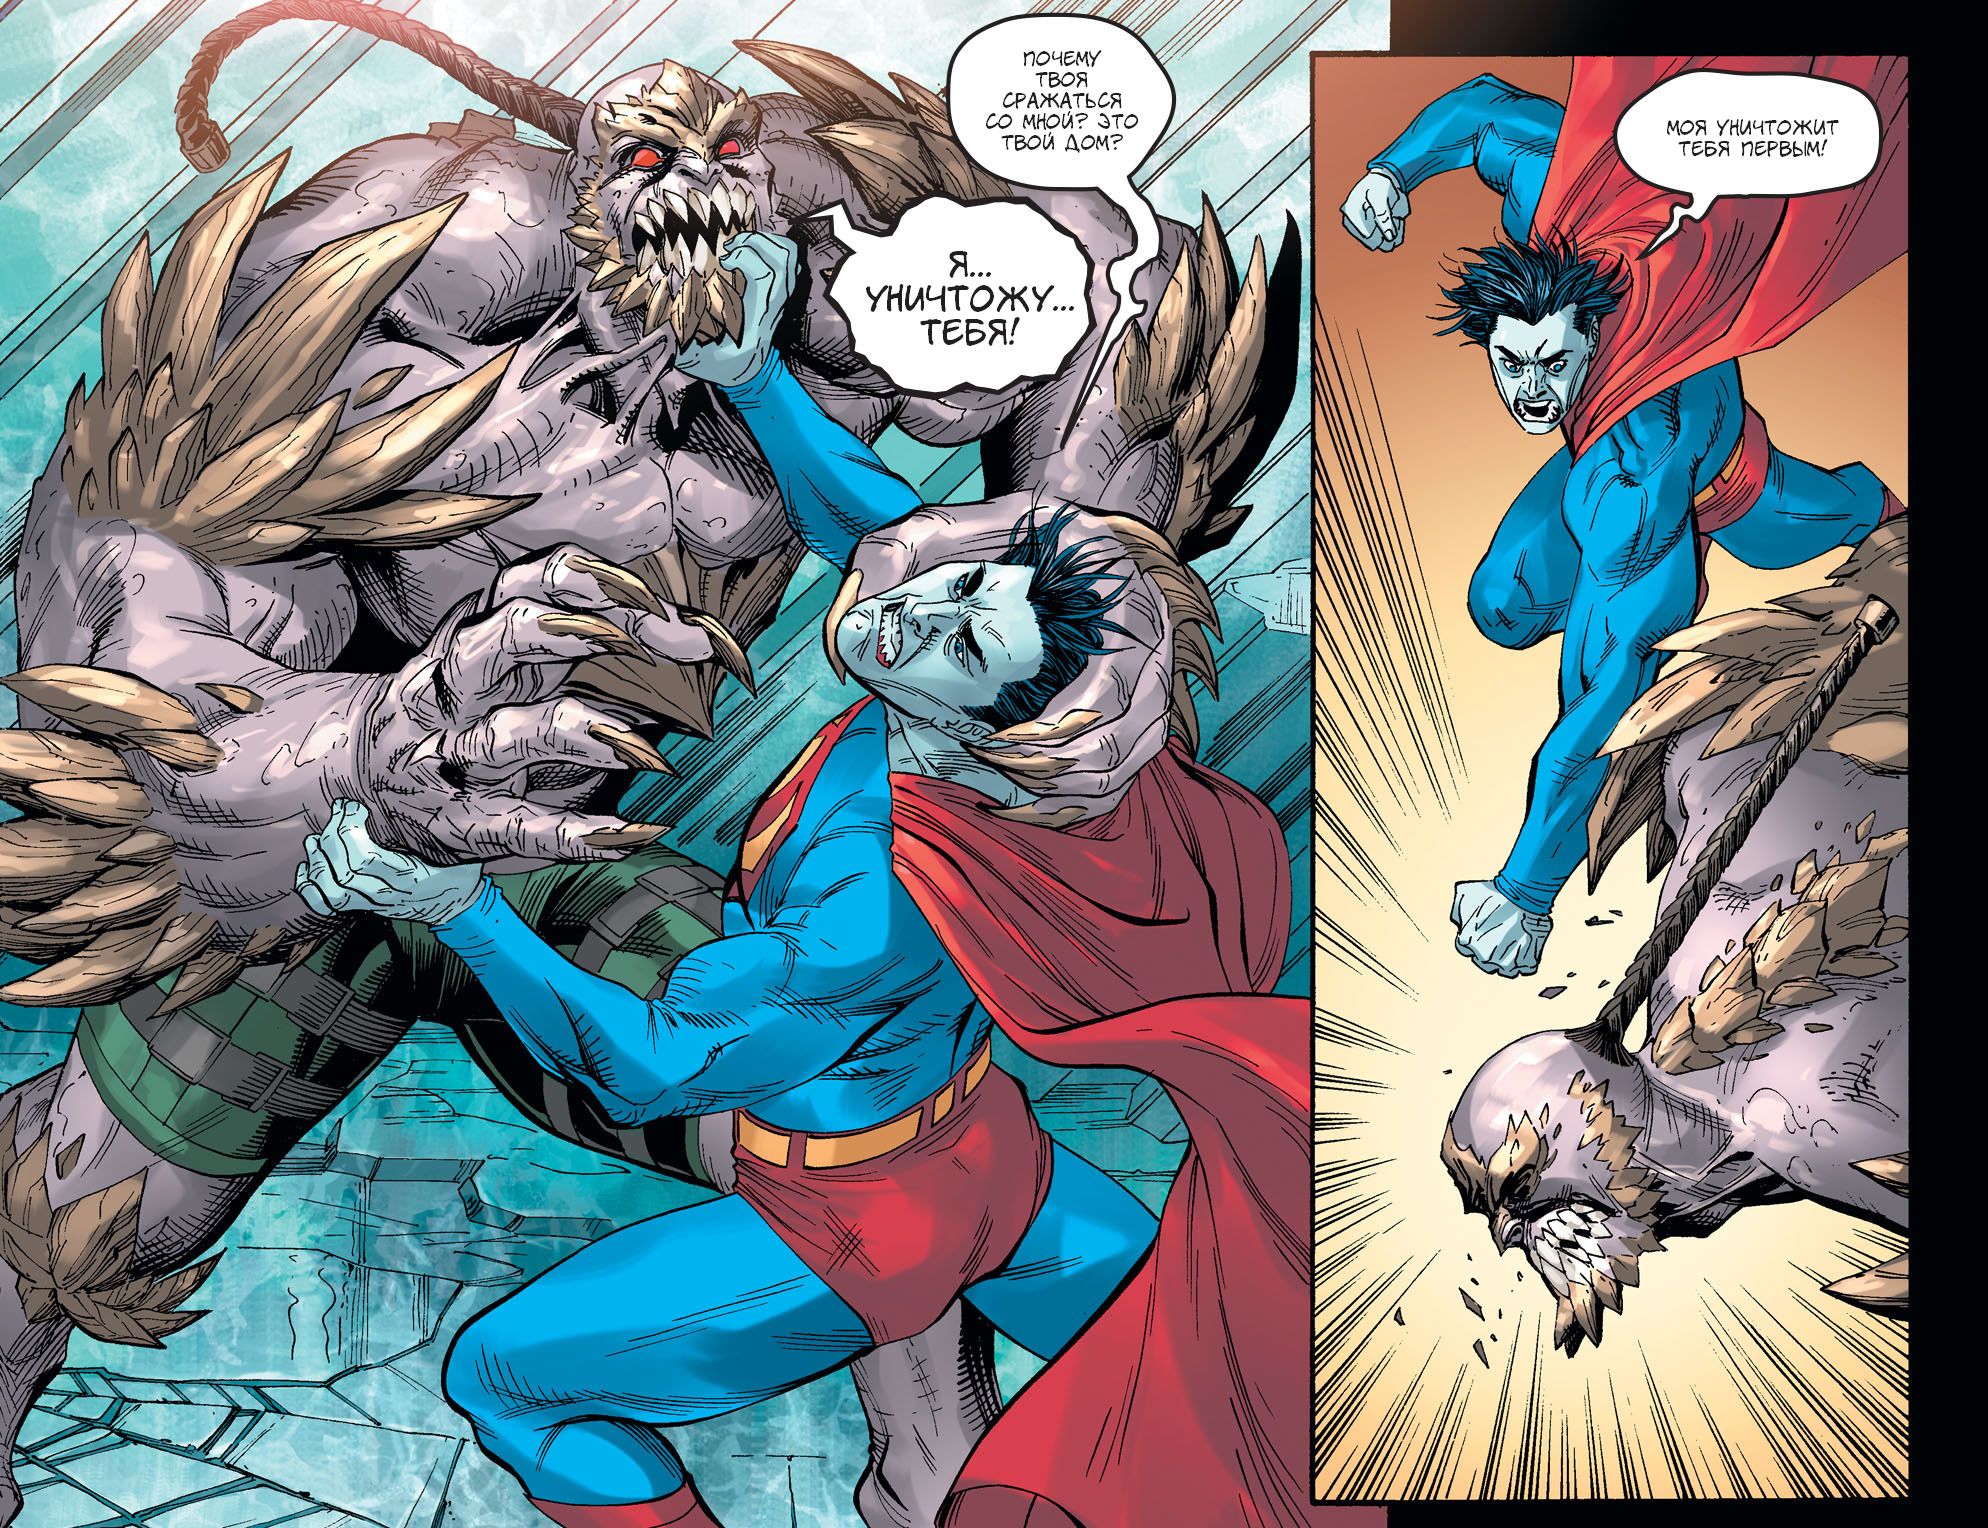 ПОЧЕМУ
ТВОЯ
СРАЖАТЬСЯ
СО МНОЙ? ЭТО
ТВОЙ ДОМ?
Я...
УНИЧТОЖУ...
ТЕБЯ!
МОЯ УНИЧТОЖИТ
ТЕБЯ ПЕРВЫМ!